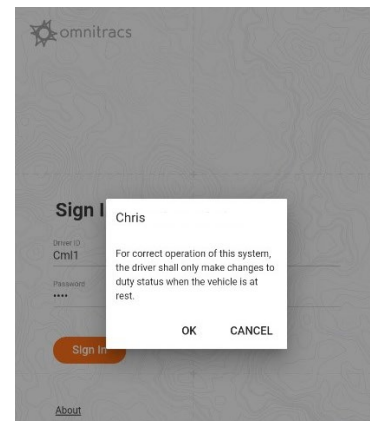 omnitracs
Sign I
Chris
Driver ID
Cml1
For correct operation of this system,
the driver shall only make changes to
duty status when the vehicle is at
rest.
Password
••••
OK CANCEL
Sign In
About